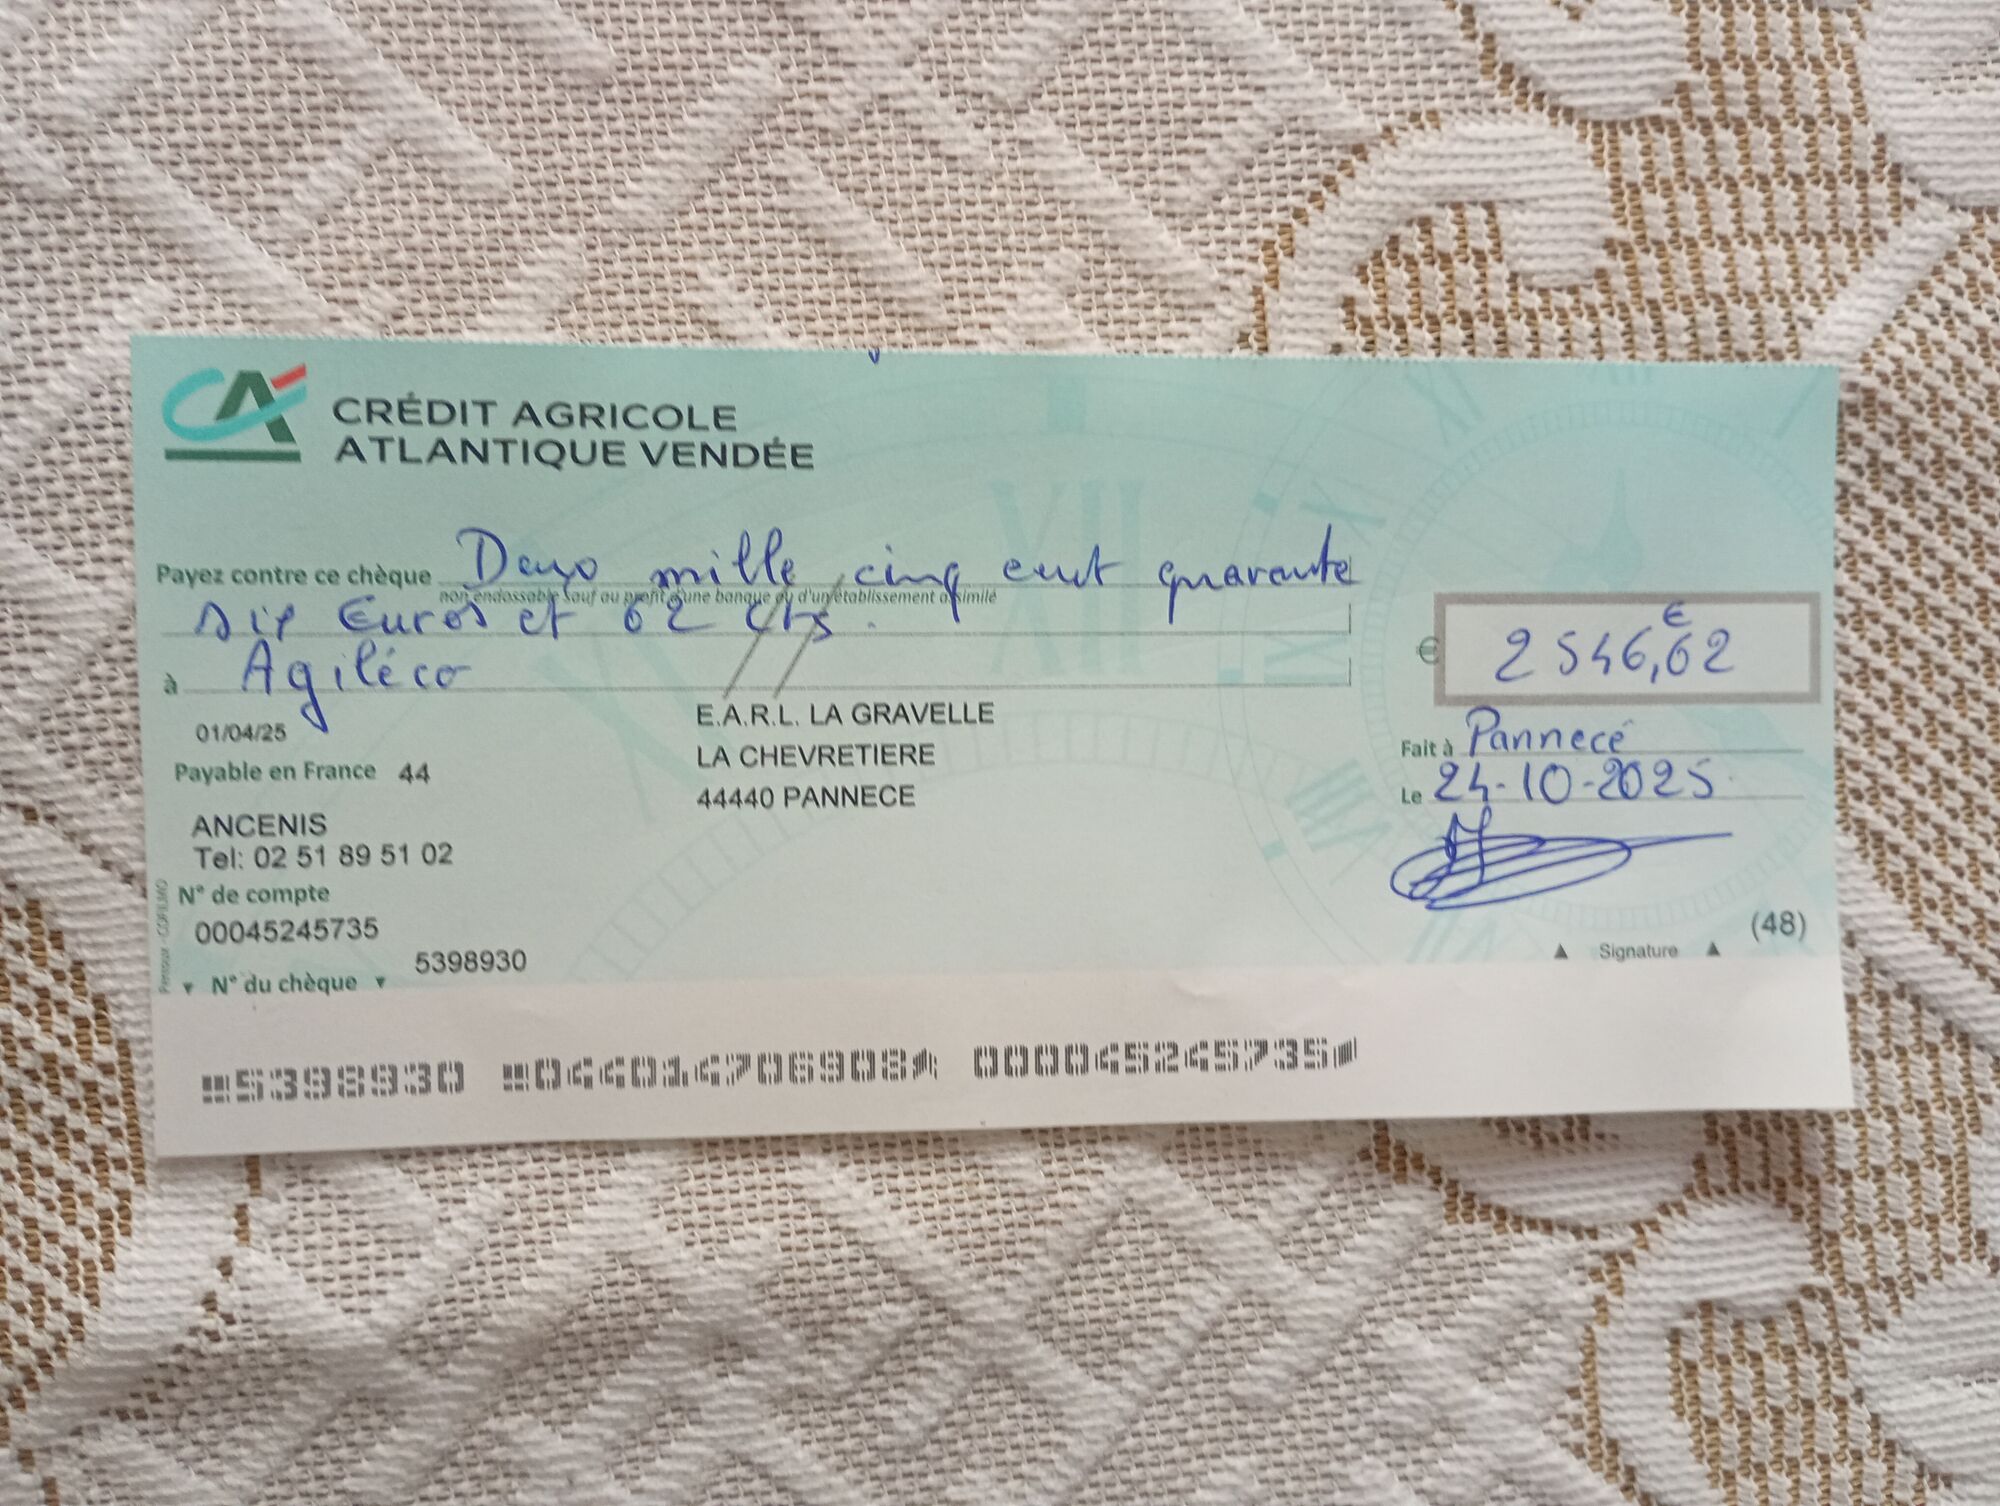 CRÉDIT AGRICOLE
ATLANTIQUE VENDÉE
Payez contre ce chèque Deux mille cinq cent quarante
non endossable sauf au profit d'une banque ou d'un établissement assimilé
six Euros et 62 Cts.
à Agiléco
€ 2546,62 €
01/04/25
Payable en France 44
ANCENIS
Tel: 02 51 89 51 02
N° de compte
00045245735
5398930
N° du chèque
E.A.R.L. LA GRAVELLE
LA CHEVRETIERE
44440 PANNECE
Fait à Pannecé
Le 24-10-2025
Signature
(48)
5398930 044014706908 000045245735